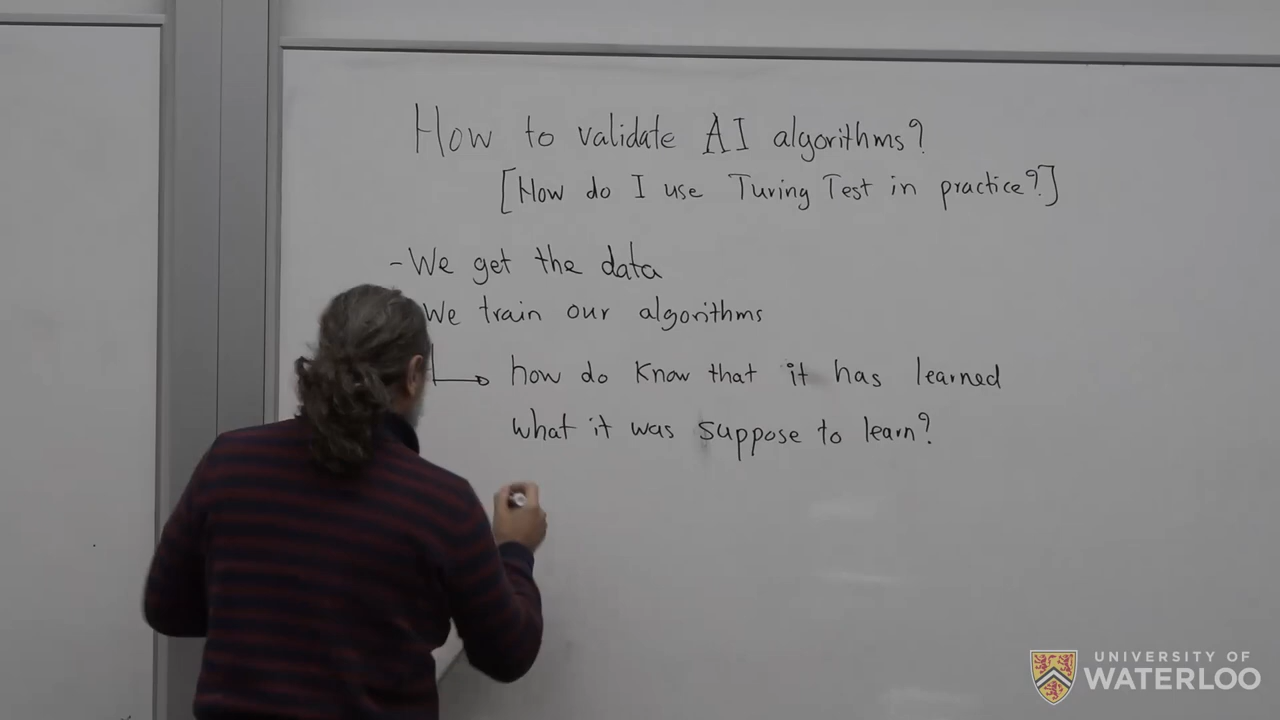 How to validate AI algorithms?
[How do I use Turing Test in practice?]
- We get the data
We train our algorithms
how do know that it has learned
what it was suppose to learn?
UNIVERSITY OF
WATERLOO